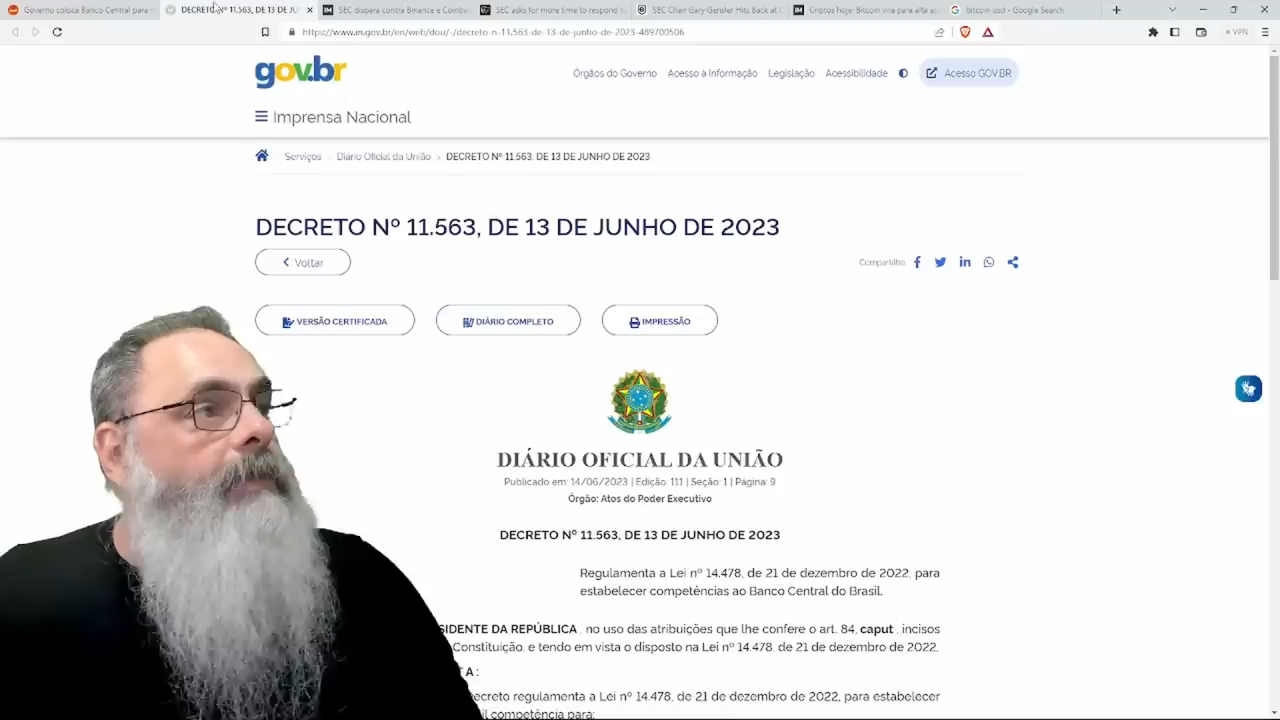 Governo coloca Banco Central para r
DECRETO Nº 11.563, DE 13 DE JU
SEC dispara contra Binance e Coinba
SEC asks for more time to respond to
SEC Chair Gary Gensler Hits Back at C
Criptos hoje: Bitcoin vira para alta ap
bitcoin usd - Google Search
https://www.in.gov.br/en/web/dou/-/decreto-n-11.563-de-13-de-junho-de-2023-489700506
VPN
gov.br
Órgãos do Governo Acesso à Informação Legislação Acessibilidade Acesso GOV.BR
Imprensa Nacional
Serviços Diário Oficial da União > DECRETO Nº 11.563, DE 13 DE JUNHO DE 2023
DECRETO Nº 11.563, DE 13 DE JUNHO DE 2023
Voltar
Compartilhe:
VERSÃO CERTIFICADA DIÁRIO COMPLETO IMPRESSÃO
DIÁRIO OFICIAL DA UNIÃO
Publicado em: 14/06/2023 | Edição: 111 | Seção: 1 | Página: 9
Órgão: Atos do Poder Executivo
DECRETO Nº 11.563, DE 13 DE JUNHO DE 2023
Regulamenta a Lei nº 14.478, de 21 de dezembro de 2022, para
estabelecer competências ao Banco Central do Brasil.
SIDENTE DA REPÚBLICA , no uso das atribuições que lhe confere o art. 84, caput , incisos
Constituição, e tendo em vista o disposto na Lei nº 14.478, de 21 de dezembro de 2022,
T A :
ecreto regulamenta a Lei nº 14.478, de 21 de dezembro de 2022, para estabelecer
il competência para: